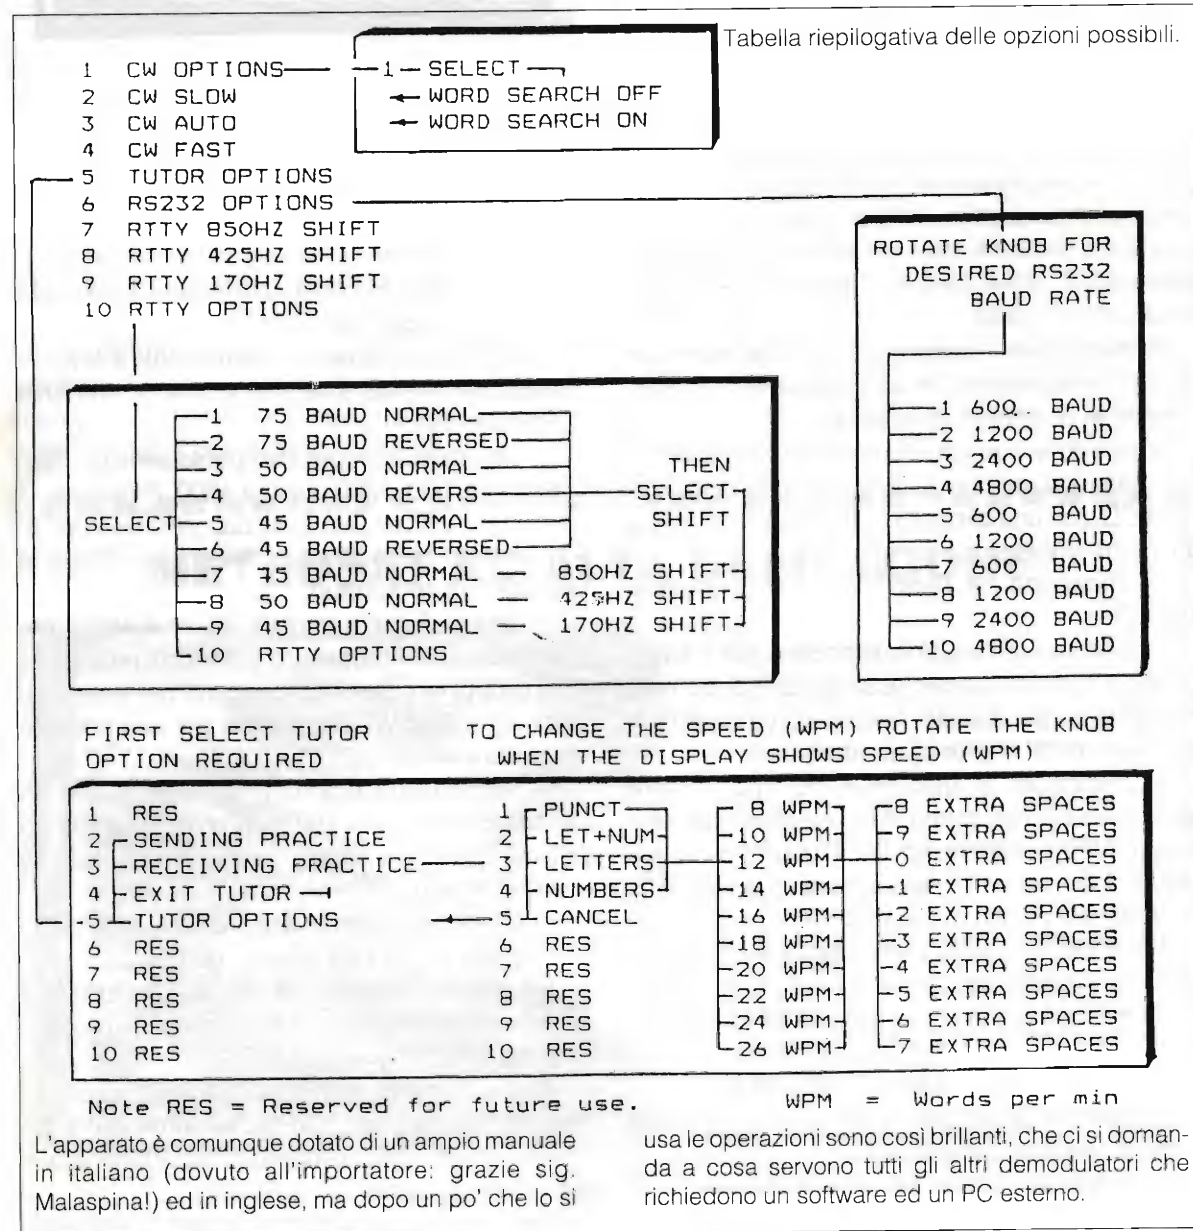 Tabella riepilogativa delle opzioni possibili.
1 CW OPTIONS
2 CW SLOW
3 CW AUTO
4 CW FAST
5 TUTOR OPTIONS
6 RS232 OPTIONS
7 RTTY 850HZ SHIFT
8 RTTY 425HZ SHIFT
9 RTTY 170HZ SHIFT
10 RTTY OPTIONS
1 SELECT
WORD SEARCH OFF
WORD SEARCH ON
ROTATE KNOB FOR
DESIRED RS232
BAUD RATE
1 600 BAUD
2 1200 BAUD
3 2400 BAUD
4 4800 BAUD
5 600 BAUD
6 1200 BAUD
7 600 BAUD
8 1200 BAUD
9 2400 BAUD
10 4800 BAUD
SELECT
1 75 BAUD NORMAL
2 75 BAUD REVERSED
3 50 BAUD NORMAL
4 50 BAUD REVERS
5 45 BAUD NORMAL
6 45 BAUD REVERSED
7 75 BAUD NORMAL 850HZ SHIFT
8 50 BAUD NORMAL 425HZ SHIFT
9 45 BAUD NORMAL 170HZ SHIFT
10 RTTY OPTIONS
THEN
SELECT
SHIFT
FIRST SELECT TUTOR
OPTION REQUIRED
TO CHANGE THE SPEED (WPM) ROTATE THE KNOB
WHEN THE DISPLAY SHOWS SPEED (WPM)
1 RES
2 SENDING PRACTICE
3 RECEIVING PRACTICE
4 EXIT TUTOR
5 TUTOR OPTIONS
6 RES
7 RES
8 RES
9 RES
10 RES
1 PUNCT
2 LET+NUM
3 LETTERS
4 NUMBERS
5 CANCEL
6 RES
7 RES
8 RES
9 RES
10 RES
8 WPM
10 WPM
12 WPM
14 WPM
16 WPM
18 WPM
20 WPM
22 WPM
24 WPM
26 WPM
8 EXTRA SPACES
9 EXTRA SPACES
0 EXTRA SPACES
1 EXTRA SPACES
2 EXTRA SPACES
3 EXTRA SPACES
4 EXTRA SPACES
5 EXTRA SPACES
6 EXTRA SPACES
7 EXTRA SPACES
Note RES = Reserved for future use.
WPM = Words per min
L'apparato è comunque dotato di un ampio manuale
in italiano (dovuto all'importatore: grazie sig.
Malaspina!) ed in inglese, ma dopo un po' che lo si
usa le operazioni sono così brillanti, che ci si doman-
da a cosa servono tutti gli altri demodulatori che
richiedono un software ed un PC esterno.